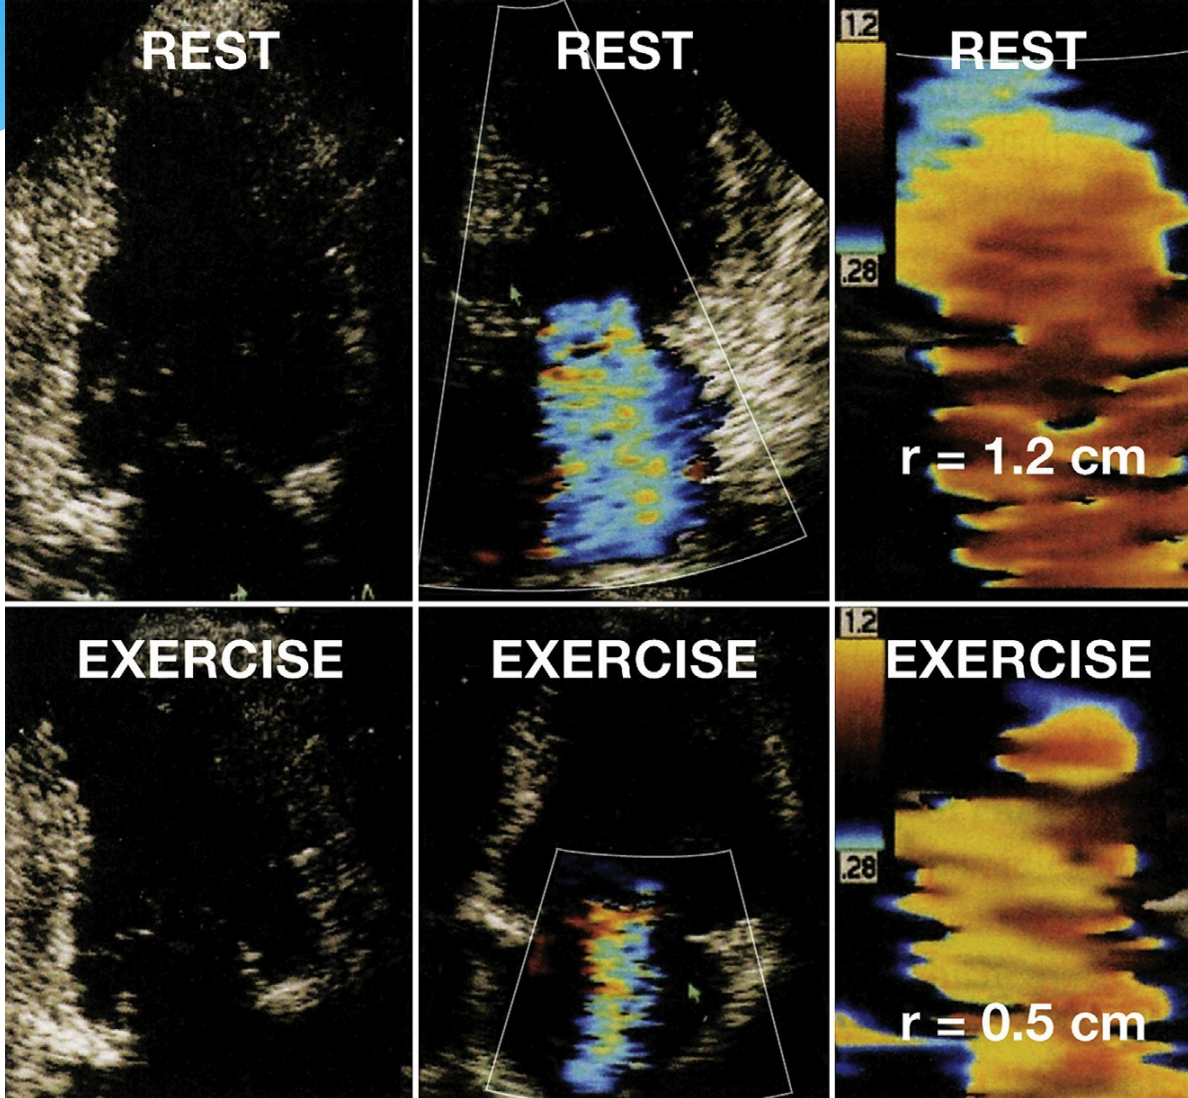 REST
REST
REST
1.2
.28
r = 1.2 cm
EXERCISE
EXERCISE
EXERCISE
1.2
.28
r = 0.5 cm